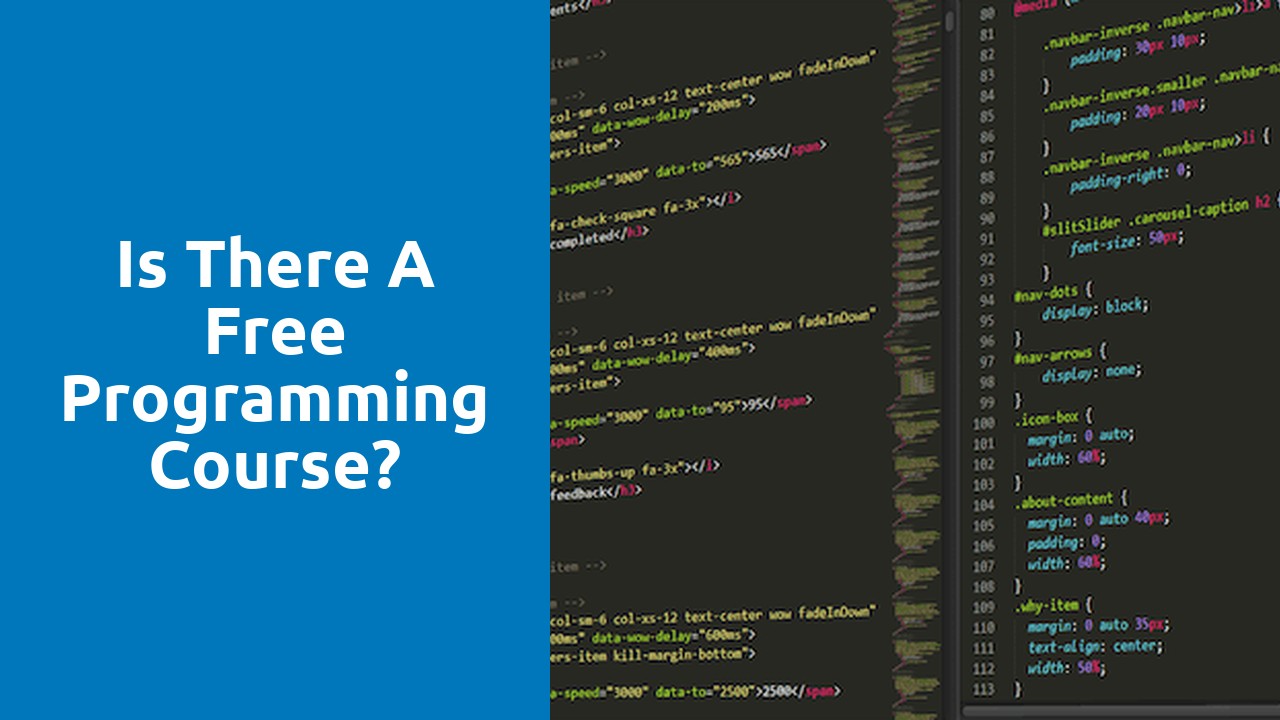 Is There A
Free
Programming
Course?
ents</h3>
item -->
-->
col-sm-6 col-xs-12 text-center wow fadeInDown"
00ms" data-wow-delay="200ms">
ers-item">
a-speed="3000" data-to="565">565</span>
fa-check-square fa-3x"></i>
completed</h3>
item -->
-->
col-sm-6 col-xs-12 text-center wow fadeInDown"
00ms" data-wow-delay="400ms">
ers-item">
a-speed="3000" data-to="95">95</span>
span>
fa-thumbs-up fa-3x"></i>
feedback</h3>
item -->
-->
col-sm-6 col-xs-12 text-center wow fadeInDown"
00ms" data-wow-delay="600ms">
ers-item kill-margin-bottom">
a-speed="3000" data-to="2500">2500</span>
80 @media
81 .navbar-inverse .navbar-nav>li>a
82 padding: 30px 10px;
83 }
84 .navbar-inverse.smaller .navbar-n
85 padding: 20px 10px;
86 }
87 .navbar-inverse .navbar-nav>li {
88 padding-right: 0;
89 }
90 #slitSlider .carousel-caption h2 {
91 font-size: 50px;
92 }
93 }
94 #nav-dots {
95 display: block;
96 }
97 #nav-arrows {
98 display: none;
99 }
100 .icon-box {
101 margin: 0 auto;
102 width: 60%;
103 }
104 .about-content {
105 margin: 0 auto 40px;
106 padding: 0;
107 width: 60%;
108 }
109 .why-item {
110 margin: 0 auto 35px;
111 text-align: center;
112 width: 50%;
113 }